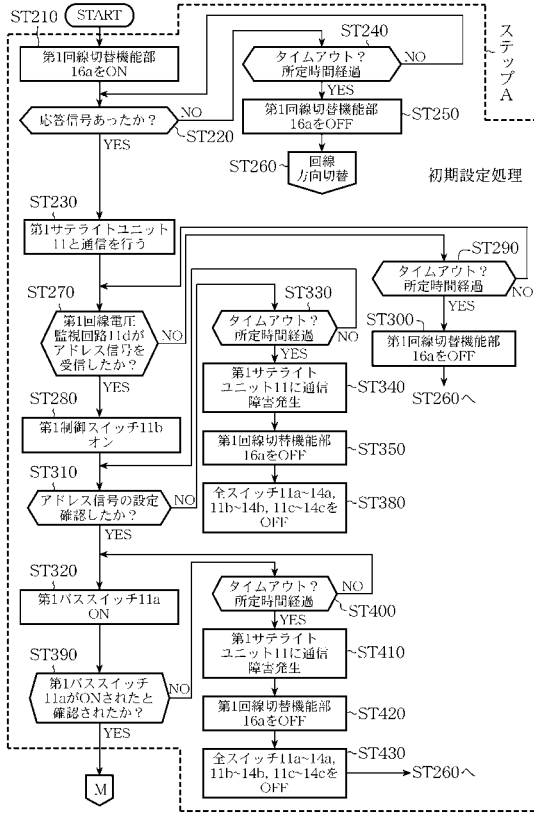 START
ST210
第1回線切替機能部
16aをON
ST240
タイムアウト？
所定時間経過
NO
YES
ステップA
応答信号あったか？
NO
ST220
YES
第1回線切替機能部
16aをOFF
ST250
ST260
回線
方向切替
初期設定処理
ST230
第1サテライトユニット
11と通信を行う
ST290
タイムアウト？
所定時間経過
NO
YES
ST270
第1回線電圧
監視回路11dが
アドレス信号を
受信したか？
NO
YES
ST330
タイムアウト？
所定時間経過
NO
YES
ST300
第1回線切替機能部
16aをOFF
ST260へ
ST280
第1制御スイッチ11b
オン
第1サテライト
ユニット11に通信
障害発生
ST340
第1回線切替機能部
16aをOFF
ST350
ST310
アドレス信号の設定
確認したか？
NO
YES
全スイッチ11a~14a,
11b~14b, 11c~14cを
OFF
ST380
ST320
第1バススイッチ11a
ON
タイムアウト？
所定時間経過
NO
ST400
YES
ST390
第1バススイッチ
11aがONされたと
確認されたか？
NO
YES
第1サテライト
ユニット11に通信
障害発生
ST410
第1回線切替機能部
16aをOFF
ST420
全スイッチ11a~14a,
11b~14b, 11c~14cを
OFF
ST430
ST260へ
M